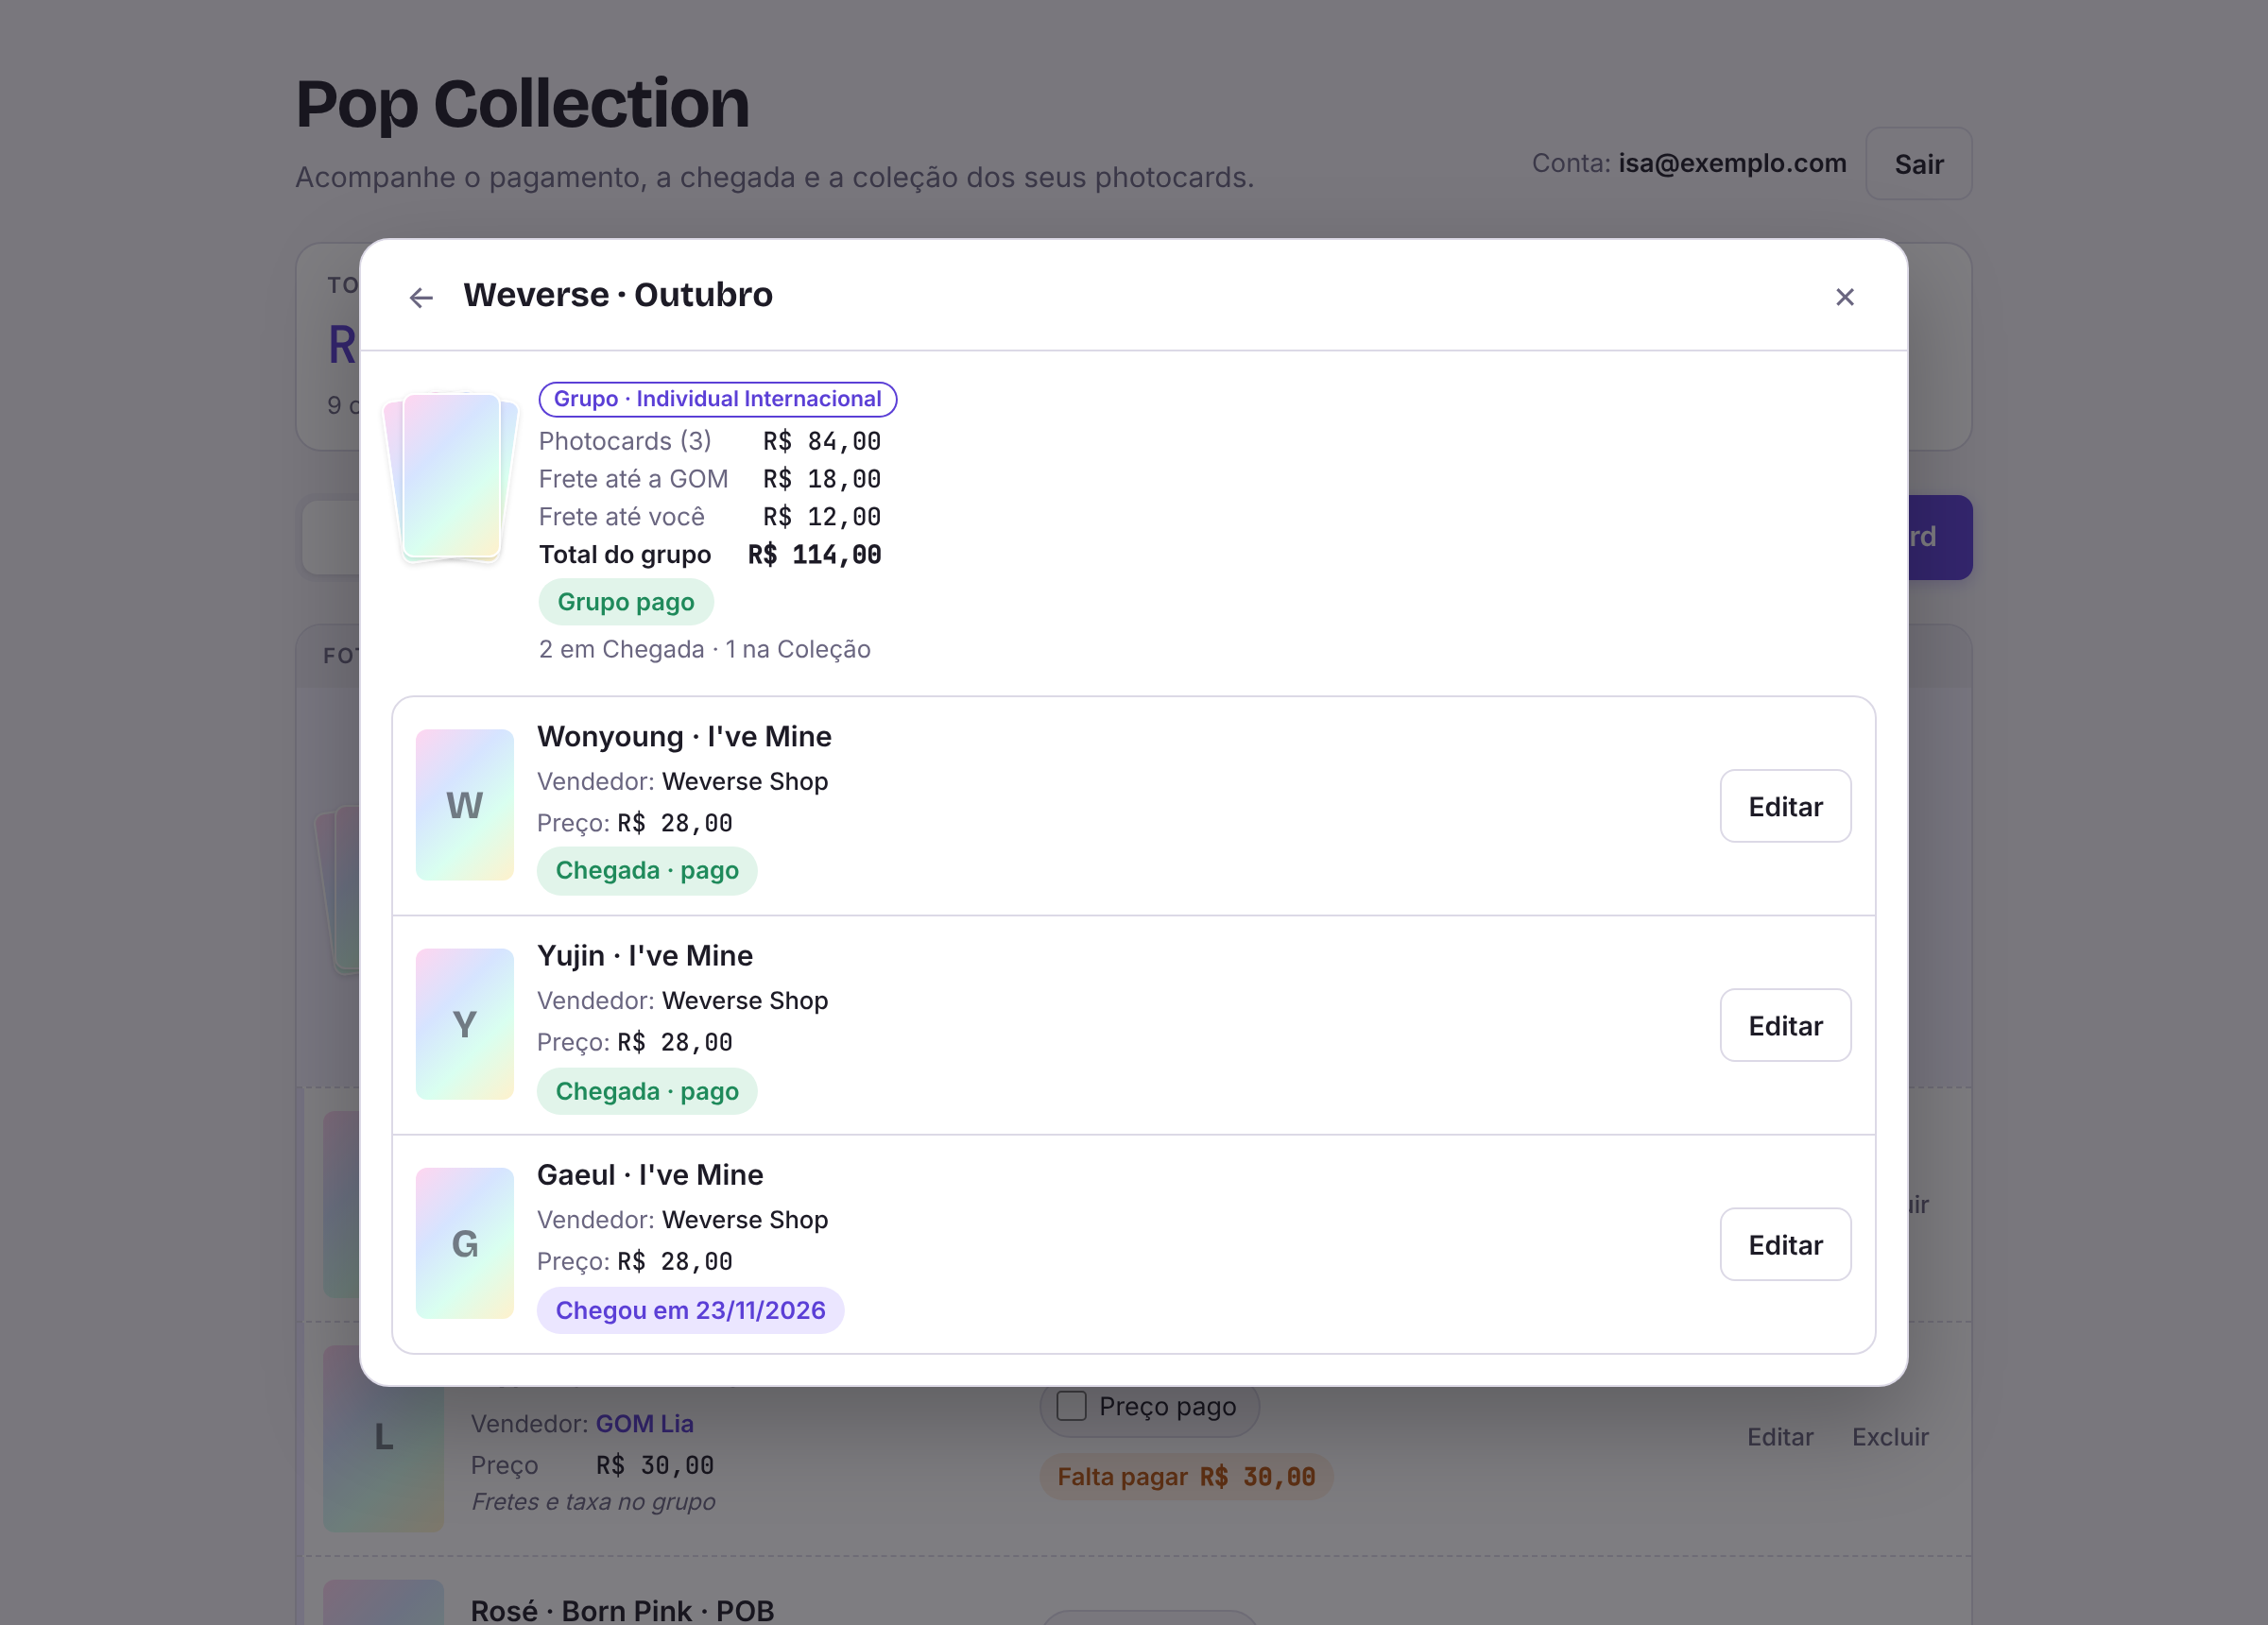 Pop Collection
Acompanhe o pagamento, a chegada e a coleção dos seus photocards.
Conta: isa@exemplo.com
Sair
Weverse · Outubro
Grupo · Individual Internacional
Photocards (3) R$ 84,00
Frete até a GOM R$ 18,00
Frete até você R$ 12,00
Total do grupo R$ 114,00
Grupo pago
2 em Chegada · 1 na Coleção
W
Wonyoung · I've Mine
Vendedor: Weverse Shop
Preço: R$ 28,00
Chegada · pago
Editar
Y
Yujin · I've Mine
Vendedor: Weverse Shop
Preço: R$ 28,00
Chegada · pago
Editar
G
Gaeul · I've Mine
Vendedor: Weverse Shop
Preço: R$ 28,00
Chegou em 23/11/2026
Editar
L
Vendedor: GOM Lia
Preço R$ 30,00
Fretes e taxa no grupo
Preço pago
Falta pagar R$ 30,00
Editar Excluir
Rosé · Born Pink · POB